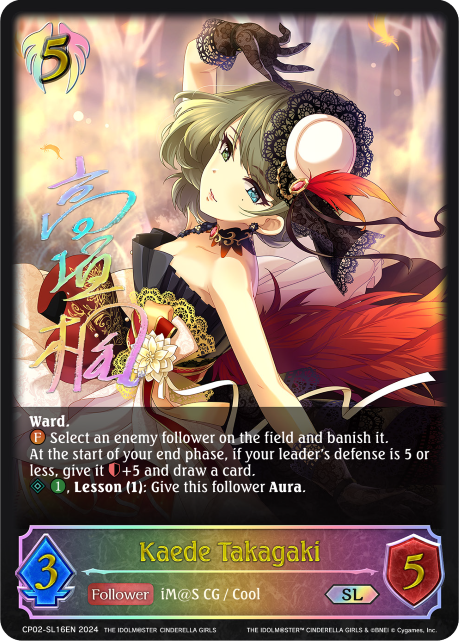 5
高垣楓
Ward.
F Select an enemy follower on the field and banish it.
At the start of your end phase, if your leader's defense is 5 or
less, give it +5 and draw a card.
1, Lesson (1): Give this follower Aura.
Kaede Takagaki
3
Follower
iM@S CG / Cool
SL
5
CP02-SL16EN 2024 THE IDOLM@STER CINDERELLA GIRLS
THE IDOLM@STER™ CINDERELLA GIRLS & ©BNEI © Cygames, Inc.